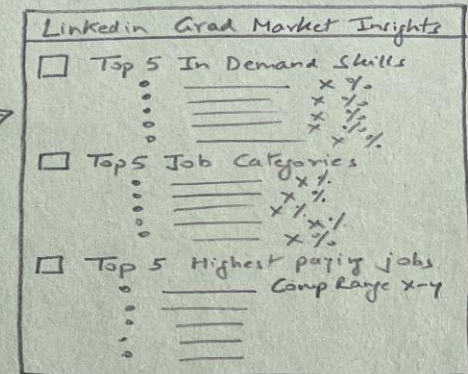 Linkedin Grad Market Insights
Top 5 In Demand Skills
x %
x %
x %
x %
x %
Top 5 Job Categories
x %
x %
x %
x %
x %
Top 5 Highest paying jobs
Comp Range x-y